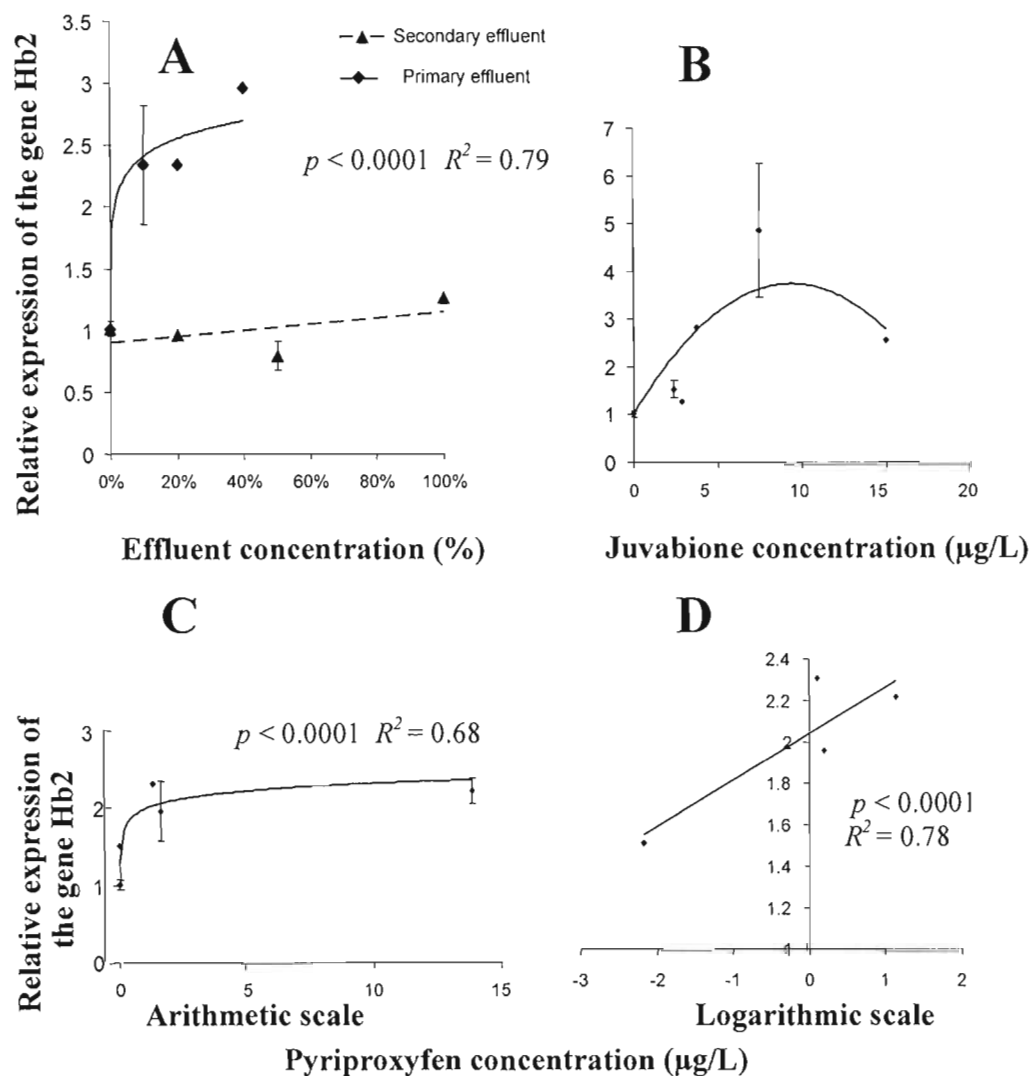 A
Secondary effluent
Primary effluent
p < 0.0001 R² = 0.79
Relative expression of the gene Hb2
3.5
3
2.5
2
1.5
1
0.5
0
0% 20% 40% 60% 80% 100%
Effluent concentration (%)
B
7
6
5
4
3
2
1
0
0 5 10 15 20
Juvabione concentration (µg/L)
C
p < 0.0001 R² = 0.68
Relative expression of
the gene Hb2
3
2
1
0
0 5 10 15
Arithmetic scale
D
2.4
2.2
2
1.8
1.6
1.4
1.2
1
p < 0.0001
R² = 0.78
-3 -2 -1 0 1 2
Logarithmic scale
Pyriproxyfen concentration (µg/L)